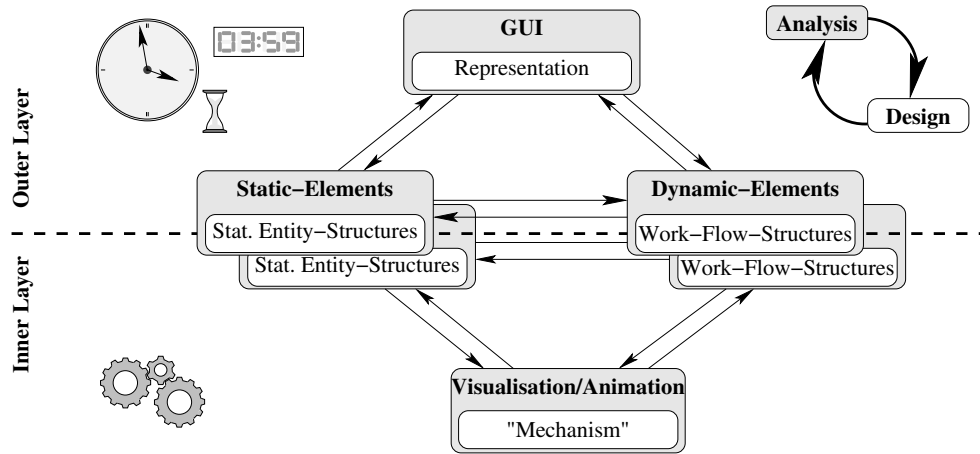 GUI
Representation
03:59
Analysis
Design
Outer Layer
Static−Elements
Stat. Entity−Structures
Dynamic−Elements
Work−Flow−Structures
Stat. Entity−Structures
Work−Flow−Structures
Inner Layer
Visualisation/Animation
"Mechanism"